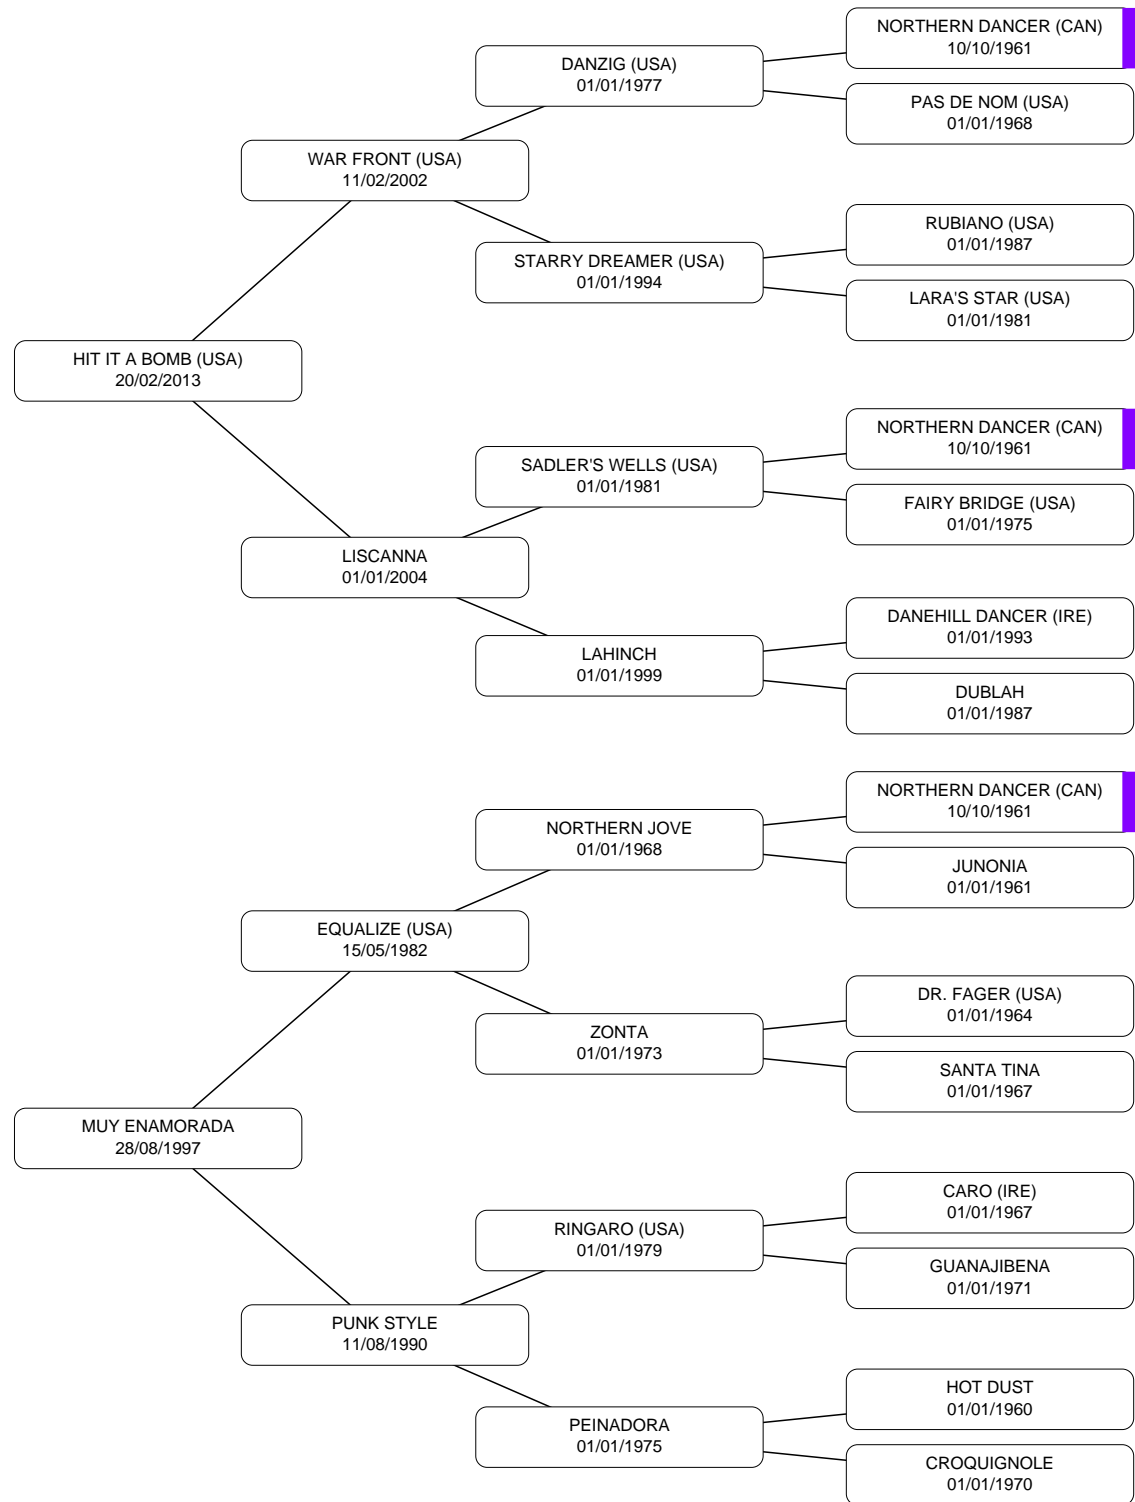 NORTHERN DANCER (CAN)
10/10/1961
DANZIG (USA)
01/01/1977
PAS DE NOM (USA)
01/01/1968
WAR FRONT (USA)
11/02/2002
RUBIANO (USA)
01/01/1987
STARRY DREAMER (USA)
01/01/1994
LARA'S STAR (USA)
01/01/1981
HIT IT A BOMB (USA)
20/02/2013
NORTHERN DANCER (CAN)
10/10/1961
SADLER'S WELLS (USA)
01/01/1981
FAIRY BRIDGE (USA)
01/01/1975
LISCANNA
01/01/2004
DANEHILL DANCER (IRE)
01/01/1993
LAHINCH
01/01/1999
DUBLAH
01/01/1987
NORTHERN DANCER (CAN)
10/10/1961
NORTHERN JOVE
01/01/1968
JUNONIA
01/01/1961
EQUALIZE (USA)
15/05/1982
DR. FAGER (USA)
01/01/1964
ZONTA
01/01/1973
SANTA TINA
01/01/1967
MUY ENAMORADA
28/08/1997
CARO (IRE)
01/01/1967
RINGARO (USA)
01/01/1979
GUANAJIBENA
01/01/1971
PUNK STYLE
11/08/1990
HOT DUST
01/01/1960
PEINADORA
01/01/1975
CROQUIGNOLE
01/01/1970